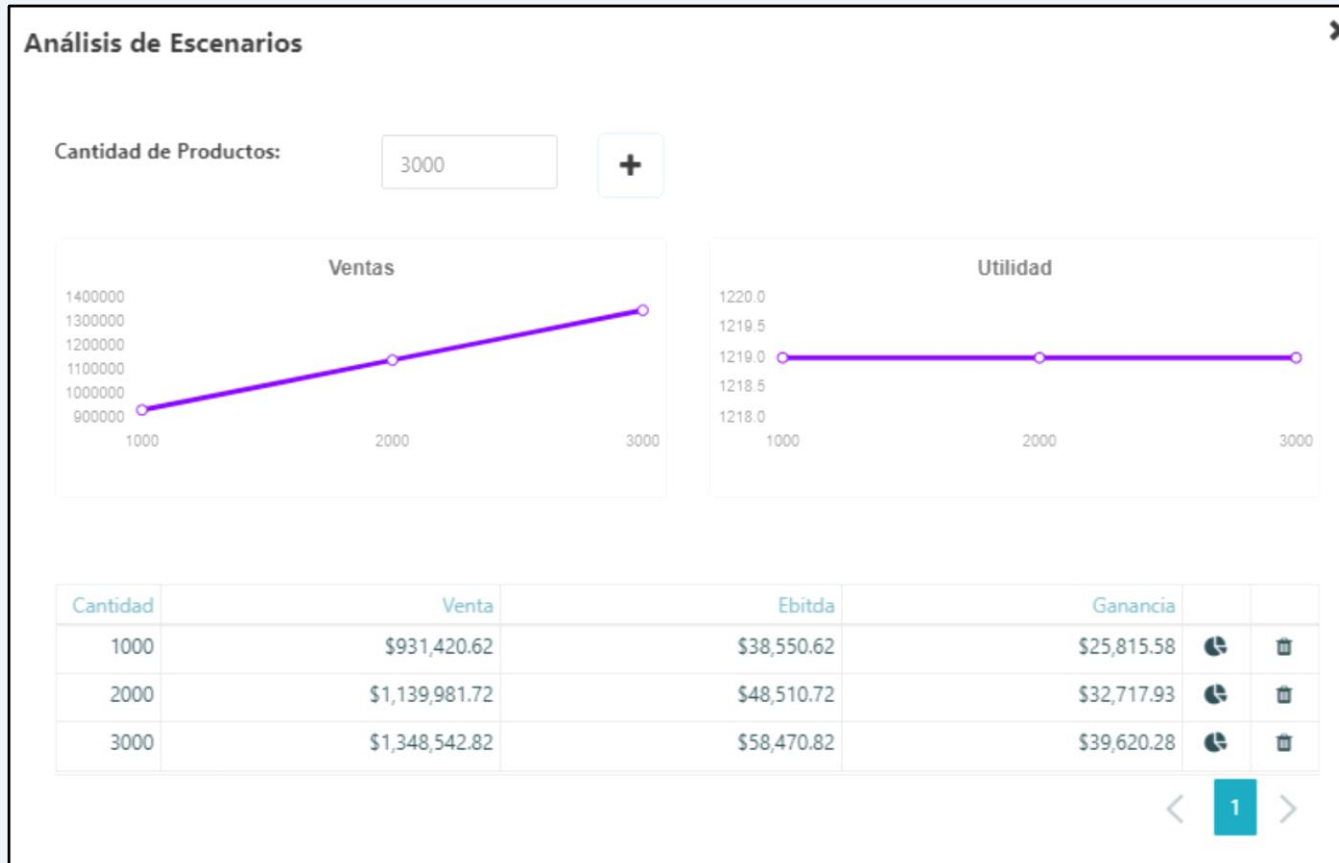 Análisis de Escenarios
Cantidad de Productos:
3000
Ventas
1400000
1300000
1200000
1100000
1000000
900000
1000 2000 3000
Utilidad
1220.0
1219.5
1219.0
1218.5
1218.0
1000 2000 3000
Cantidad Venta Ebitda Ganancia
1000 $931,420.62 $38,550.62 $25,815.58
2000 $1,139,981.72 $48,510.72 $32,717.93
3000 $1,348,542.82 $58,470.82 $39,620.28
1